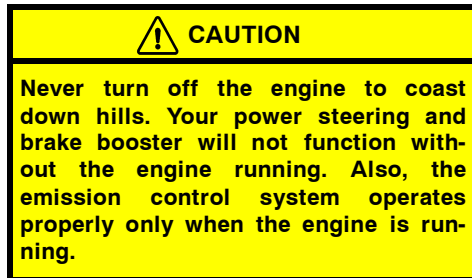 CAUTION
Never turn off the engine to coast
down hills. Your power steering and
brake booster will not function with-
out the engine running. Also, the
emission control system operates
properly only when the engine is run-
ning.